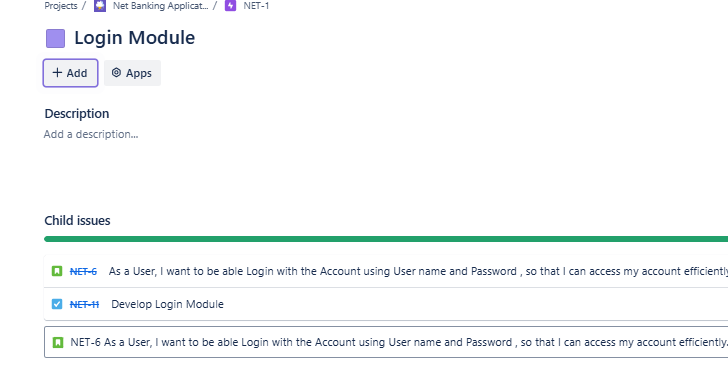 Projects / Net Banking Applicat... / NET-1
Login Module
+ Add Apps
Description
Add a description...
Child issues
NET-6 As a User, I want to be able Login with the Account using User name and Password , so that I can access my account efficiently
NET-11 Develop Login Module
NET-6 As a User, I want to be able Login with the Account using User name and Password , so that I can access my account efficiently.